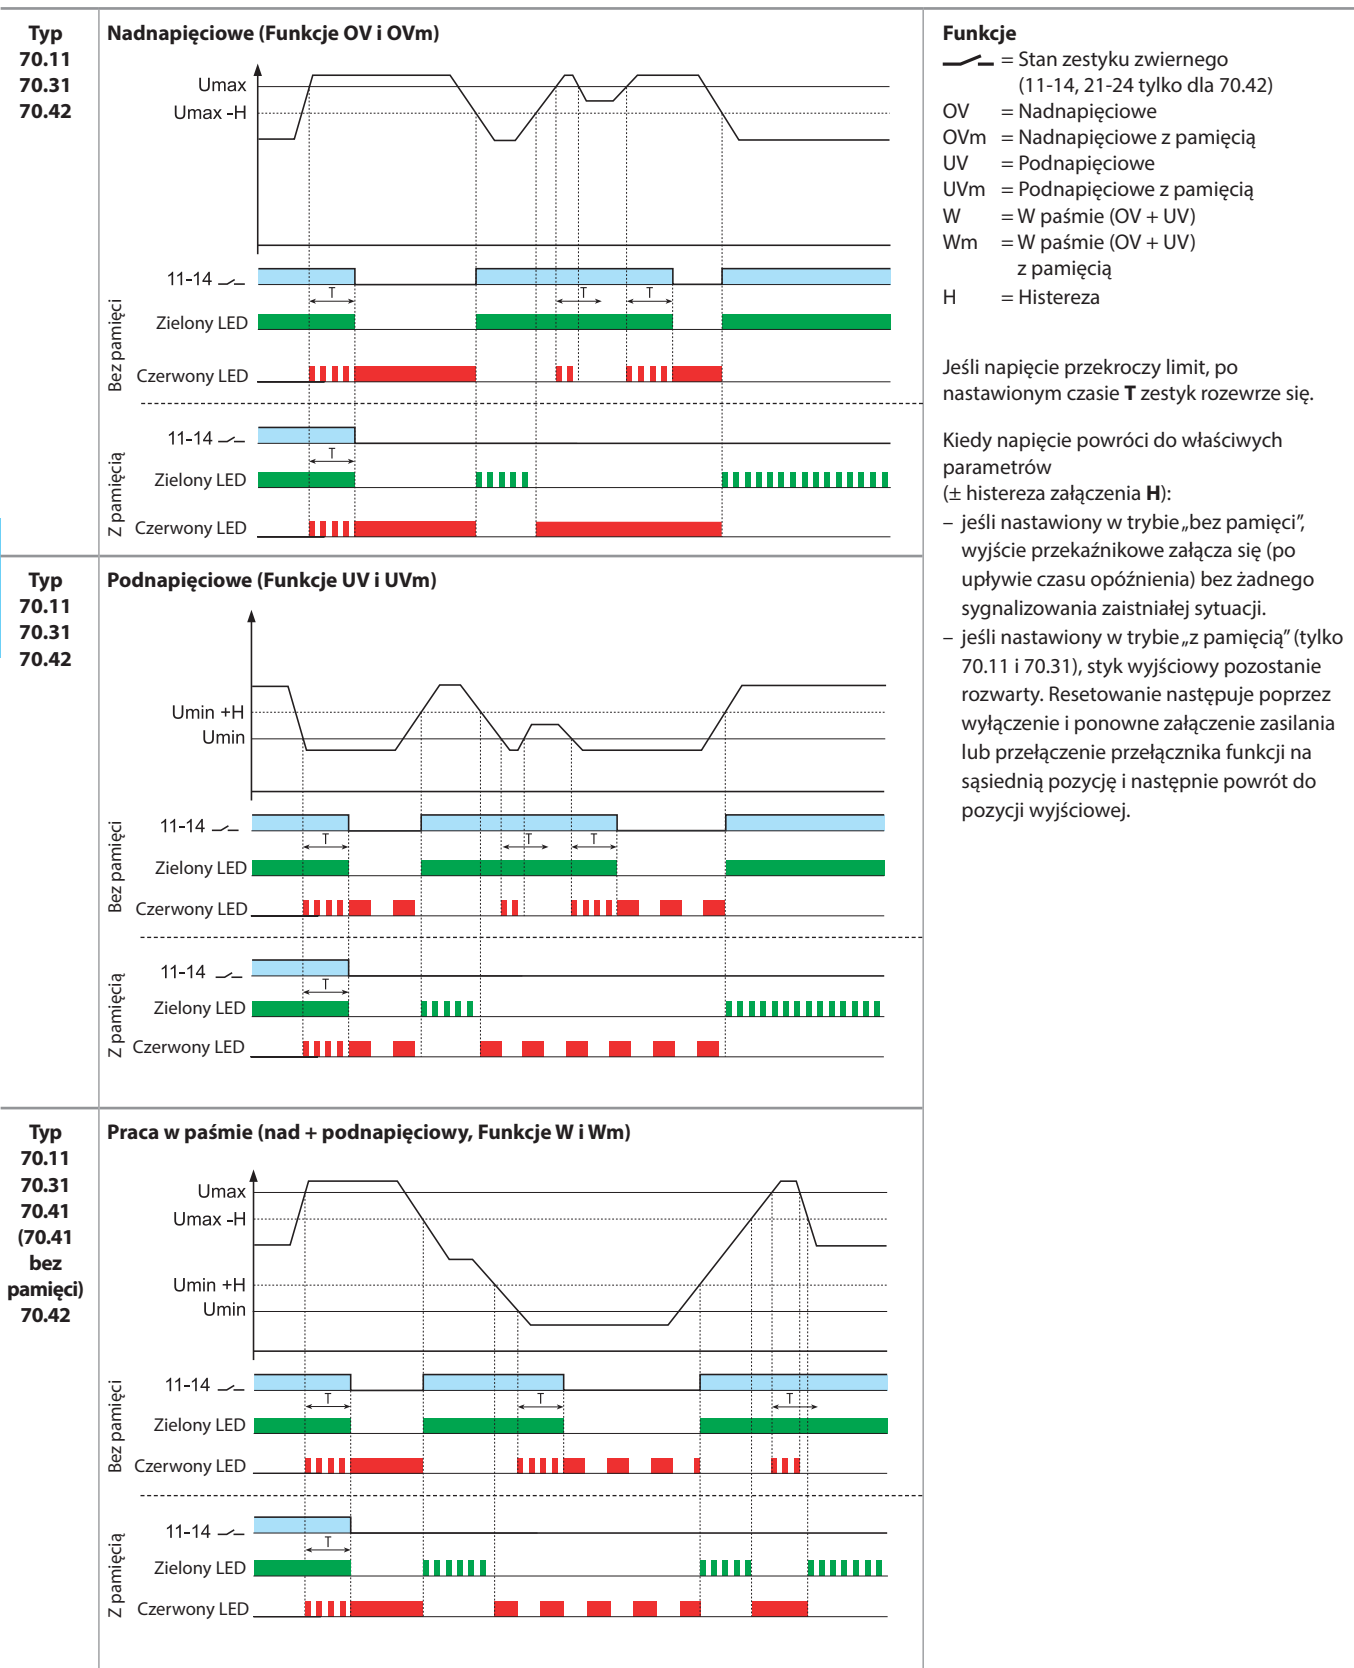 Typ
70.11
70.31
70.42
Nadnapięciowe (Funkcje OV i OVm)
Umax
Umax -H
Bez pamięci
11-14
T
T
T
Zielony LED
Czerwony LED
Z pamięcią
11-14
T
Zielony LED
Czerwony LED
Typ
70.11
70.31
70.42
Podnapięciowe (Funkcje UV i UVm)
Umin +H
Umin
Bez pamięci
11-14
T
T
T
Zielony LED
Czerwony LED
Z pamięcią
11-14
T
Zielony LED
Czerwony LED
Typ
70.11
70.31
70.41
(70.41
bez
pamięci)
70.42
Praca w paśmie (nad + podnapięciowy, Funkcje W i Wm)
Umax
Umax -H
Umin +H
Umin
Bez pamięci
11-14
T
T
T
Zielony LED
Czerwony LED
Z pamięcią
11-14
T
Zielony LED
Czerwony LED
Funkcje
= Stan zestyku zwiernego
(11-14, 21-24 tylko dla 70.42)
OV = Nadnapięciowe
OVm = Nadnapięciowe z pamięcią
UV = Podnapięciowe
UVm = Podnapięciowe z pamięcią
W = W paśmie (OV + UV)
Wm = W paśmie (OV + UV)
z pamięcią
H = Histereza
Jeśli napięcie przekroczy limit, po
nastawionym czasie T zestyk rozewrze się.
Kiedy napięcie powróci do właściwych
parametrów
(± histereza załączenia H):
– jeśli nastawiony w trybie „bez pamięci”,
wyjście przekaźnikowe załącza się (po
upływie czasu opóźnienia) bez żadnego
sygnalizowania zaistniałej sytuacji.
– jeśli nastawiony w trybie „z pamięcią” (tylko
70.11 i 70.31), styk wyjściowy pozostanie
rozwarty. Resetowanie następuje poprzez
wyłączenie i ponowne załączenie zasilania
lub przełączenie przełącznika funkcji na
sąsiednią pozycję i następnie powrót do
pozycji wyjściowej.